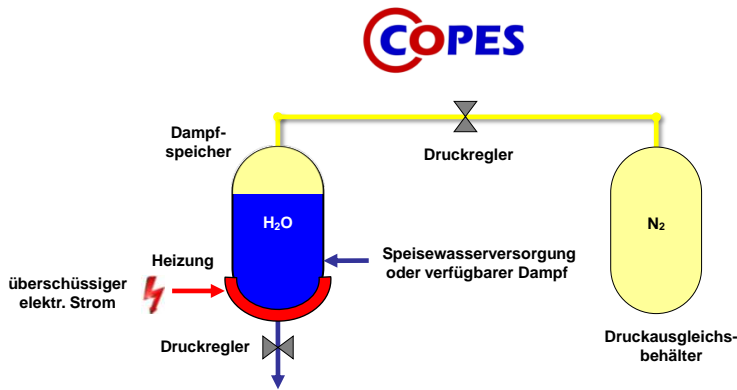 COPES
Dampf-
speicher
Druckregler
H₂O
N₂
Heizung
Speisewasserversorgung
oder verfügbarer Dampf
überschüssiger
elektr. Strom
Druckregler
Druckausgleichs-
behälter